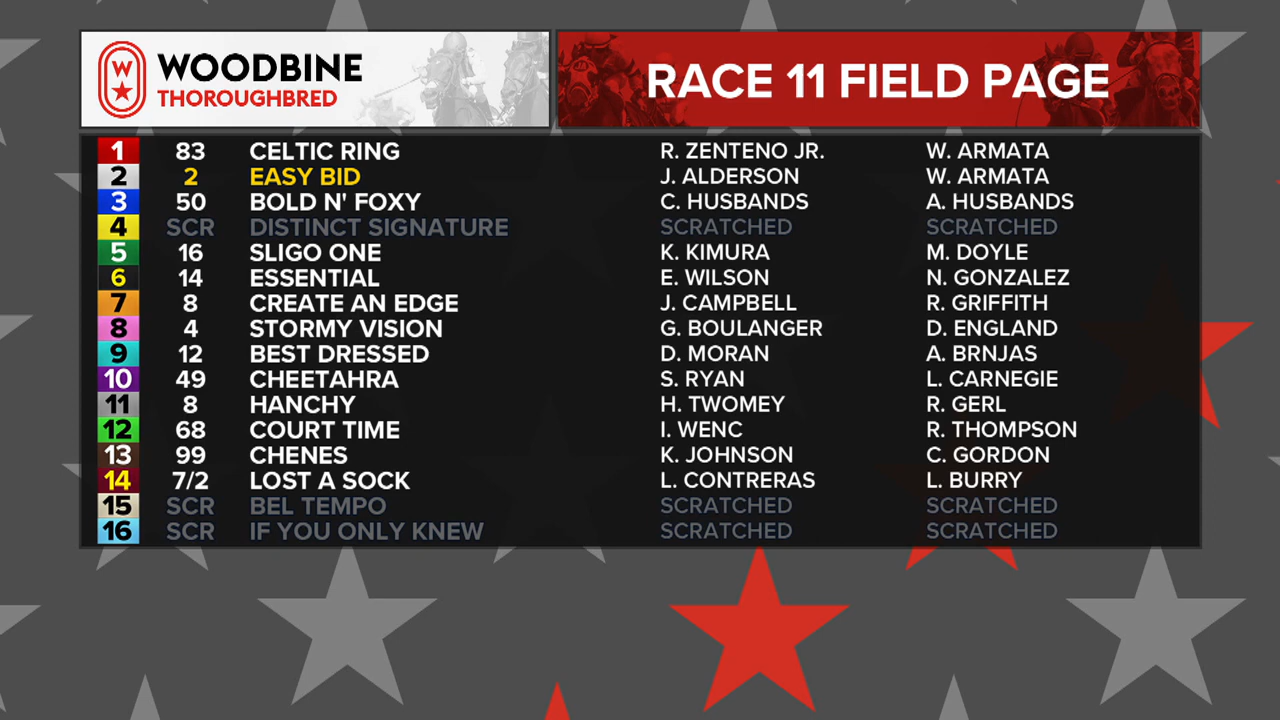 W
WOODBINE
THOROUGHBRED
RACE 11 FIELD PAGE
1 83 CELTIC RING R. ZENTENO JR. W. ARMATA
2 2 EASY BID J. ALDERSON W. ARMATA
3 50 BOLD N' FOXY C. HUSBANDS A. HUSBANDS
4 SCR DISTINCT SIGNATURE SCRATCHED SCRATCHED
5 16 SLIGO ONE K. KIMURA M. DOYLE
6 14 ESSENTIAL E. WILSON N. GONZALEZ
7 8 CREATE AN EDGE J. CAMPBELL R. GRIFFITH
8 4 STORMY VISION G. BOULANGER D. ENGLAND
9 12 BEST DRESSED D. MORAN A. BRNJAS
10 49 CHEETAHRA S. RYAN L. CARNEGIE
11 8 HANCHY H. TWOMEY R. GERL
12 68 COURT TIME I. WENC R. THOMPSON
13 99 CHENES K. JOHNSON C. GORDON
14 7/2 LOST A SOCK L. CONTRERAS L. BURRY
15 SCR BEL TEMPO SCRATCHED SCRATCHED
16 SCR IF YOU ONLY KNEW SCRATCHED SCRATCHED